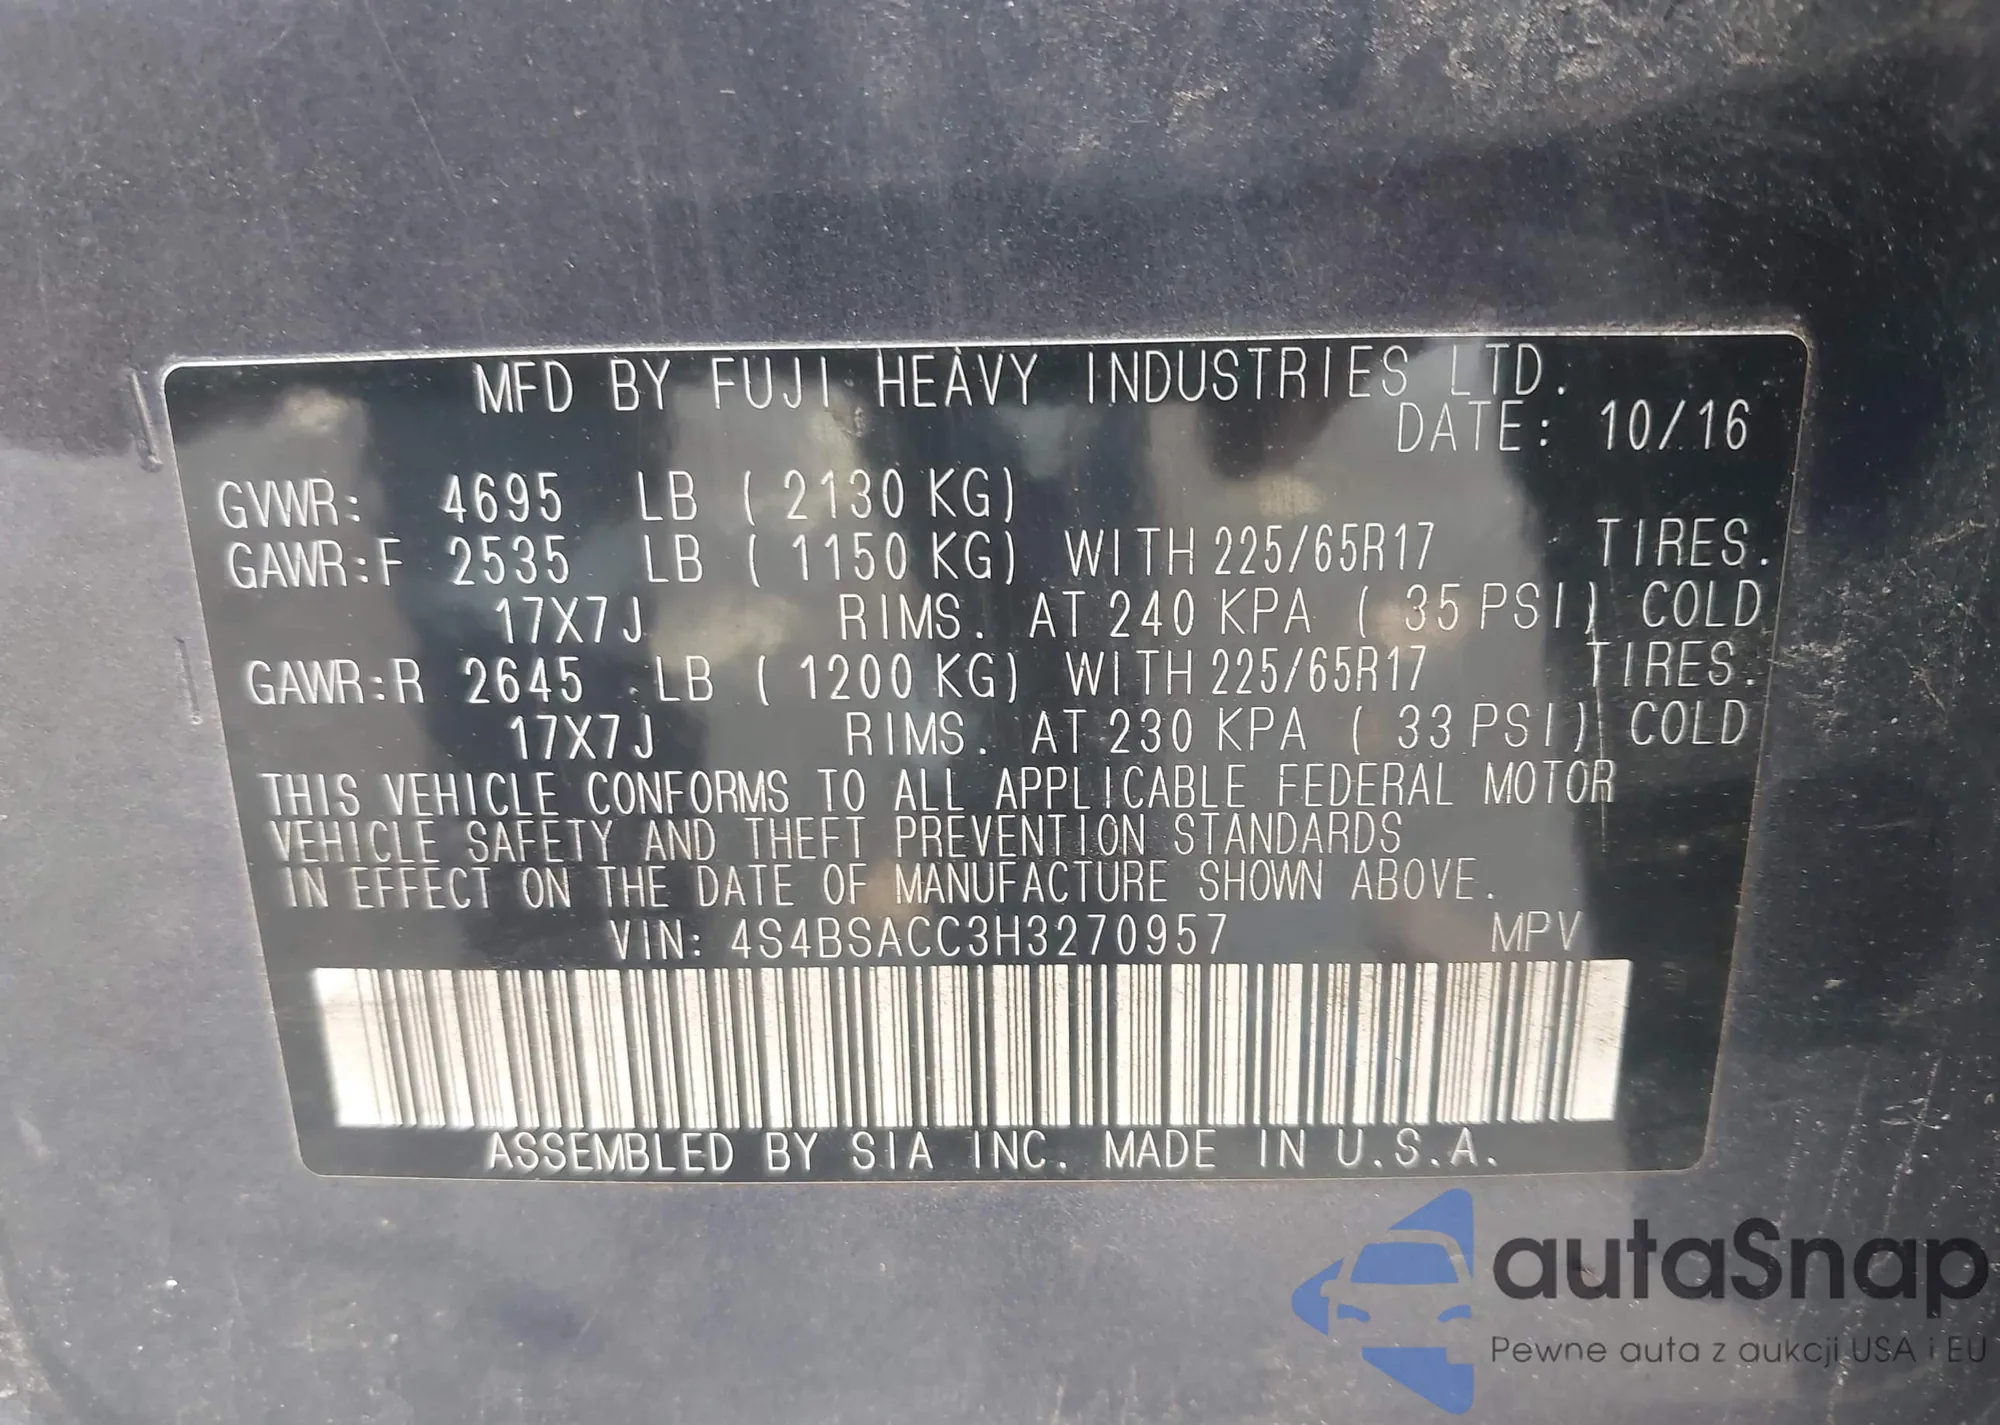 MFD BY FUJI HEAVY INDUSTRIES LTD.
DATE: 10/16
GVWR: 4695 LB ( 2130 KG)
GAWR:F 2535 LB ( 1150 KG) WITH 225/65R17 TIRES.
17X7J RIMS. AT 240 KPA ( 35 PSI) COLD
GAWR:R 2645 LB ( 1200 KG) WITH 225/65R17 TIRES.
17X7J RIMS. AT 230 KPA ( 33 PSI) COLD
THIS VEHICLE CONFORMS TO ALL APPLICABLE FEDERAL MOTOR
VEHICLE SAFETY AND THEFT PREVENTION STANDARDS
IN EFFECT ON THE DATE OF MANUFACTURE SHOWN ABOVE.
VIN: 4S4BSACC3H3270957 MPV
ASSEMBLED BY SIA INC. MADE IN U.S.A.
autaSnap
Pewne auta z aukcji USA i EU